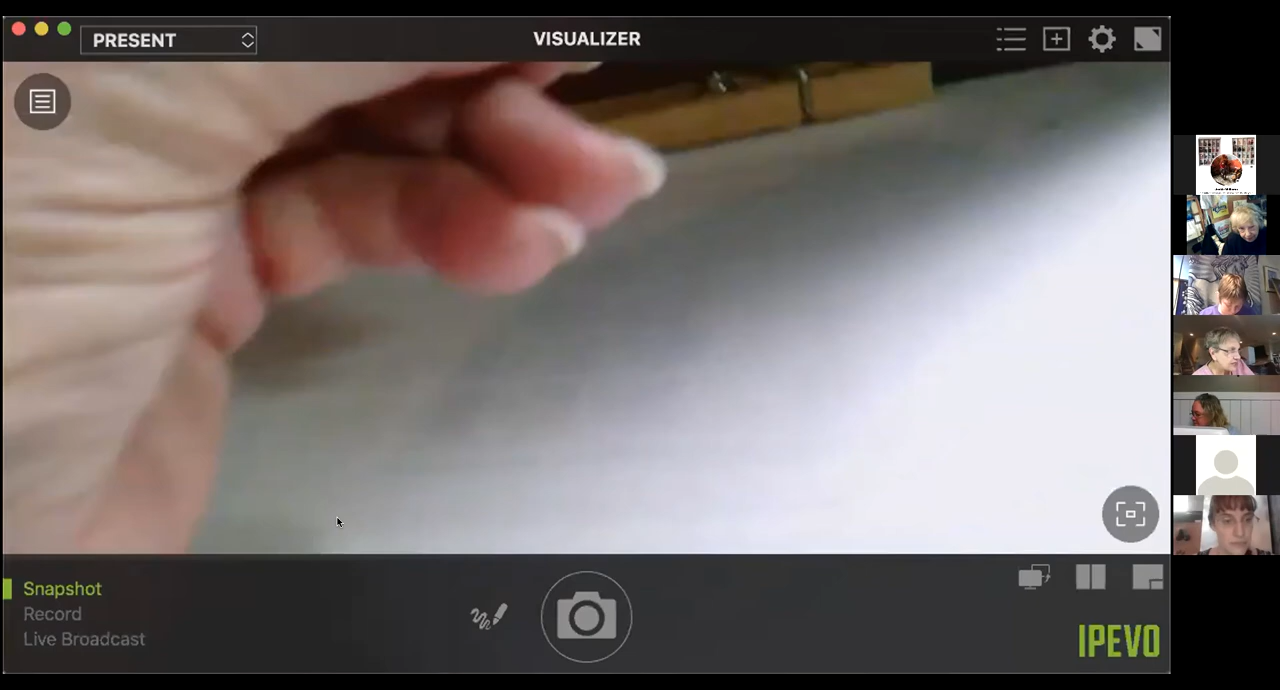 PRESENT
VISUALIZER
Snapshot
Record
Live Broadcast
IPEVO